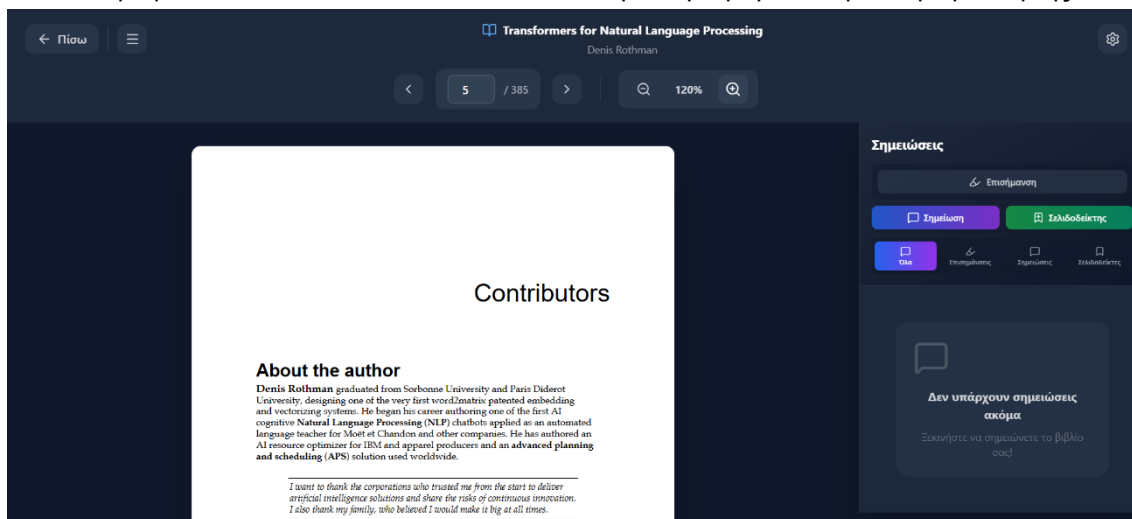 Πίσω
Transformers for Natural Language Processing
Denis Rothman
5 / 385
120%
Contributors
About the author
Denis Rothman graduated from Sorbonne University and Paris Diderot
University, designing one of the very first word2matrix patented embedding
and vectorizing systems. He began his career authoring one of the first AI
cognitive Natural Language Processing (NLP) chatbots applied as an automated
language teacher for Moët et Chandon and other companies. He has authored an
AI resource optimizer for IBM and apparel producers and an advanced planning
and scheduling (APS) solution used worldwide.
I want to thank the corporations who trusted me from the start to deliver
artificial intelligence solutions and share the risks of continuous innovation.
I also thank my family, who believed I would make it big at all times.
Σημειώσεις
Επισήμανση
Σημείωση
Σελιδοδείκτης
Όλα
Επισημάνσεις
Σημειώσεις
Σελιδοδείκτες
Δεν υπάρχουν σημειώσεις
ακόμα
Ξεκινήστε να σημειώνετε το βιβλίο
σας!